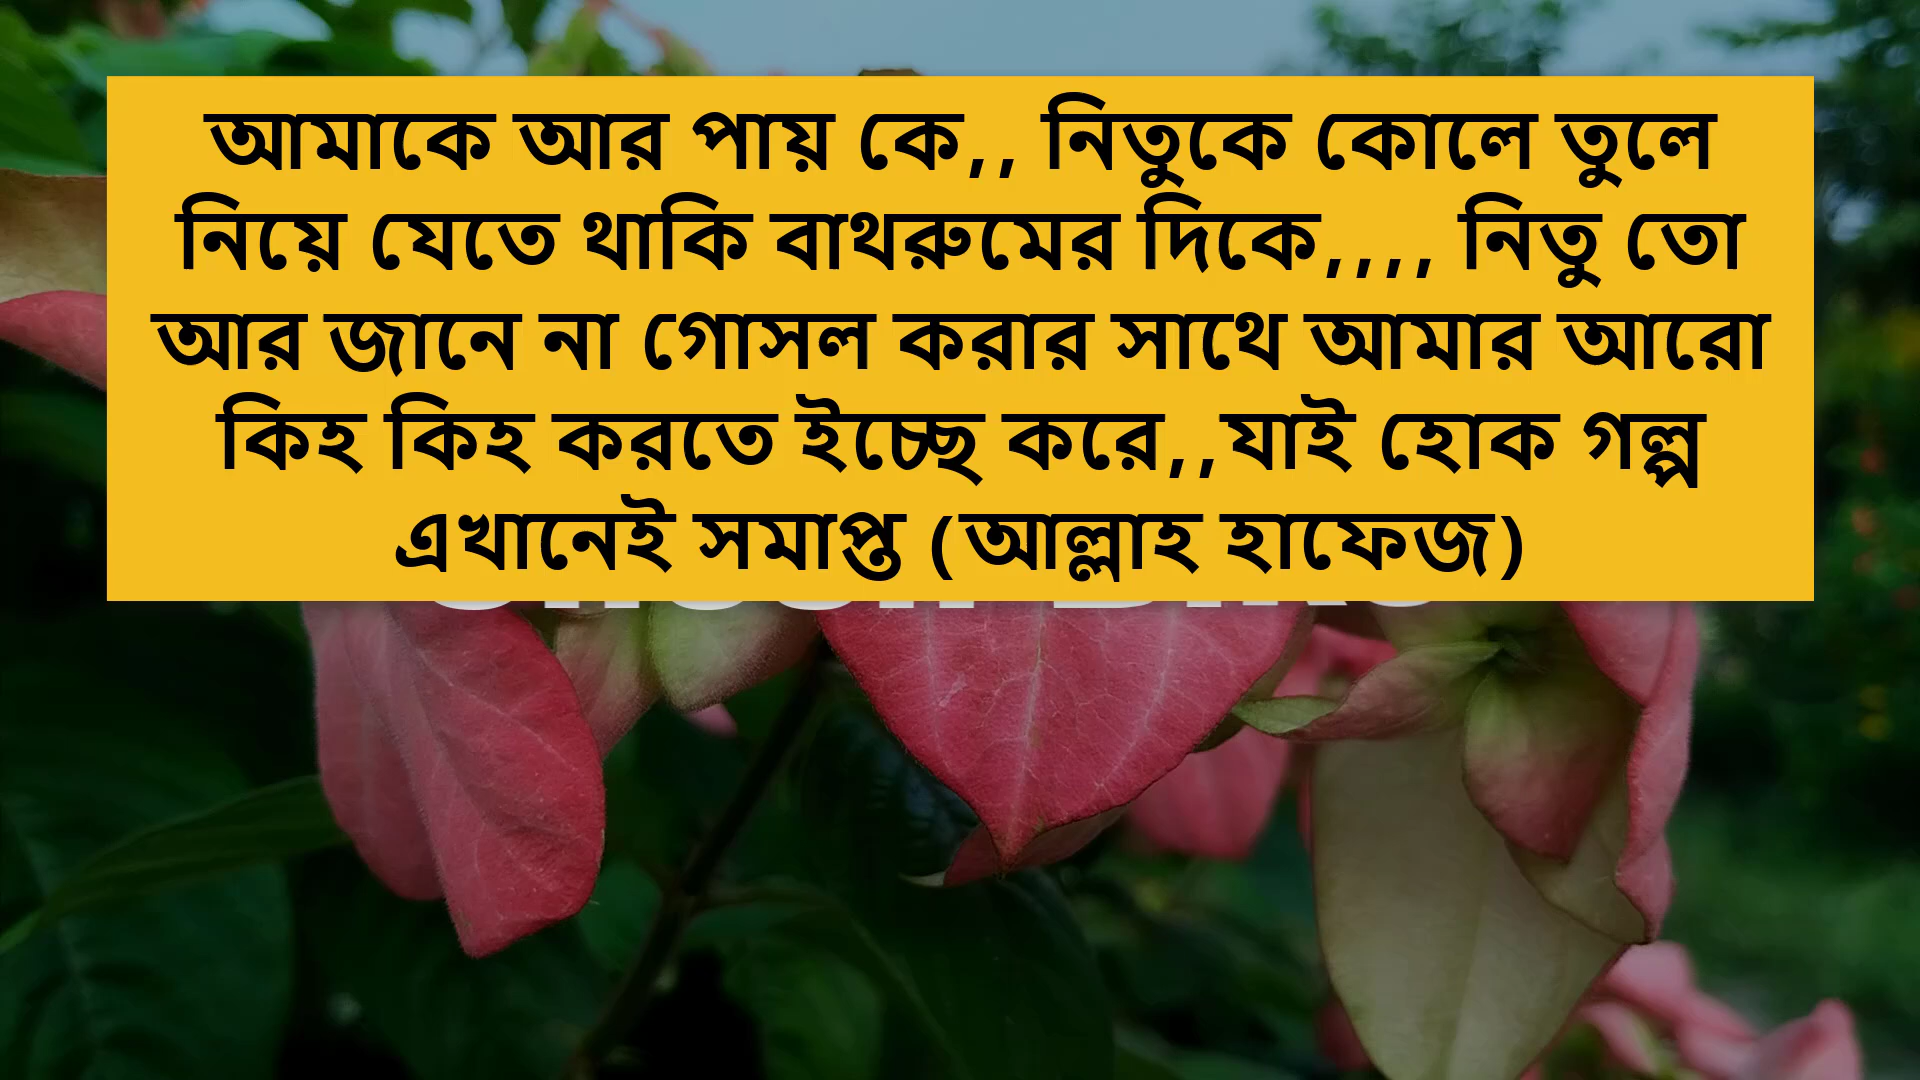 আমাকে আর পায় কে,, নিতুকে কোলে তুলে
নিয়ে যেতে থাকি বাথরুমের দিকে,,,, নিতু তো
আর জানে না গোসল করার সাথে আমার আরো
কিহ কিহ করতে ইচ্ছে করে,,যাই হোক গল্প
এখানেই সমাপ্ত (আল্লাহ হাফেজ)